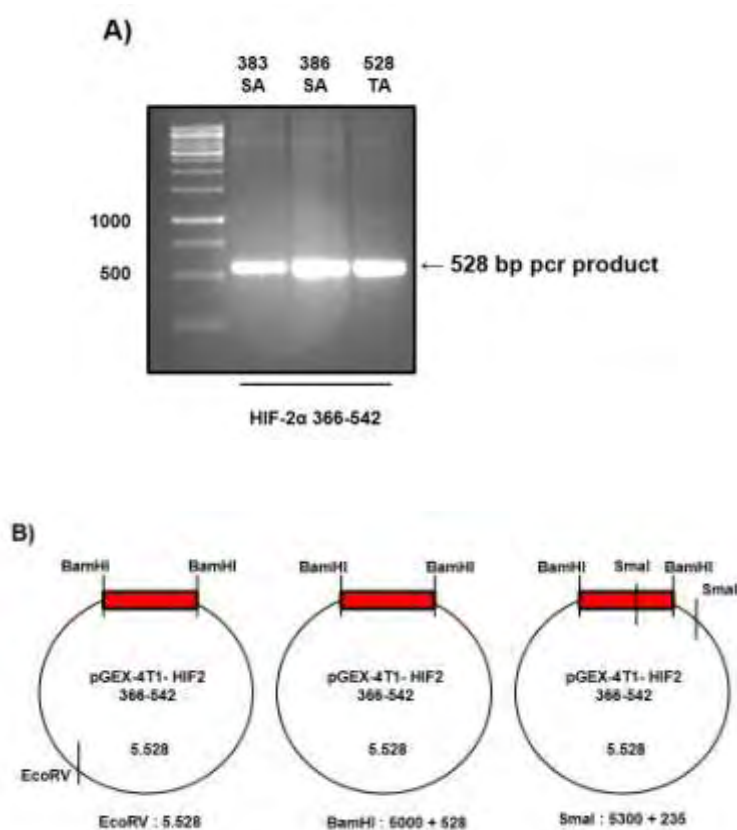 A)
383 386 528
SA SA TA
1000
500
← 528 bp pcr product
HIF-2α 366-542
B)
BamHI BamHI BamHI BamHI BamHI SmaI BamHI
SmaI
pGEX-4T1- HIF2 pGEX-4T1- HIF2 pGEX-4T1- HIF2
366-542 366-542 366-542
5.528 5.528 5.528
EcoRV
EcoRV : 5.528 BamHI : 5000 + 528 SmaI : 5300 + 235